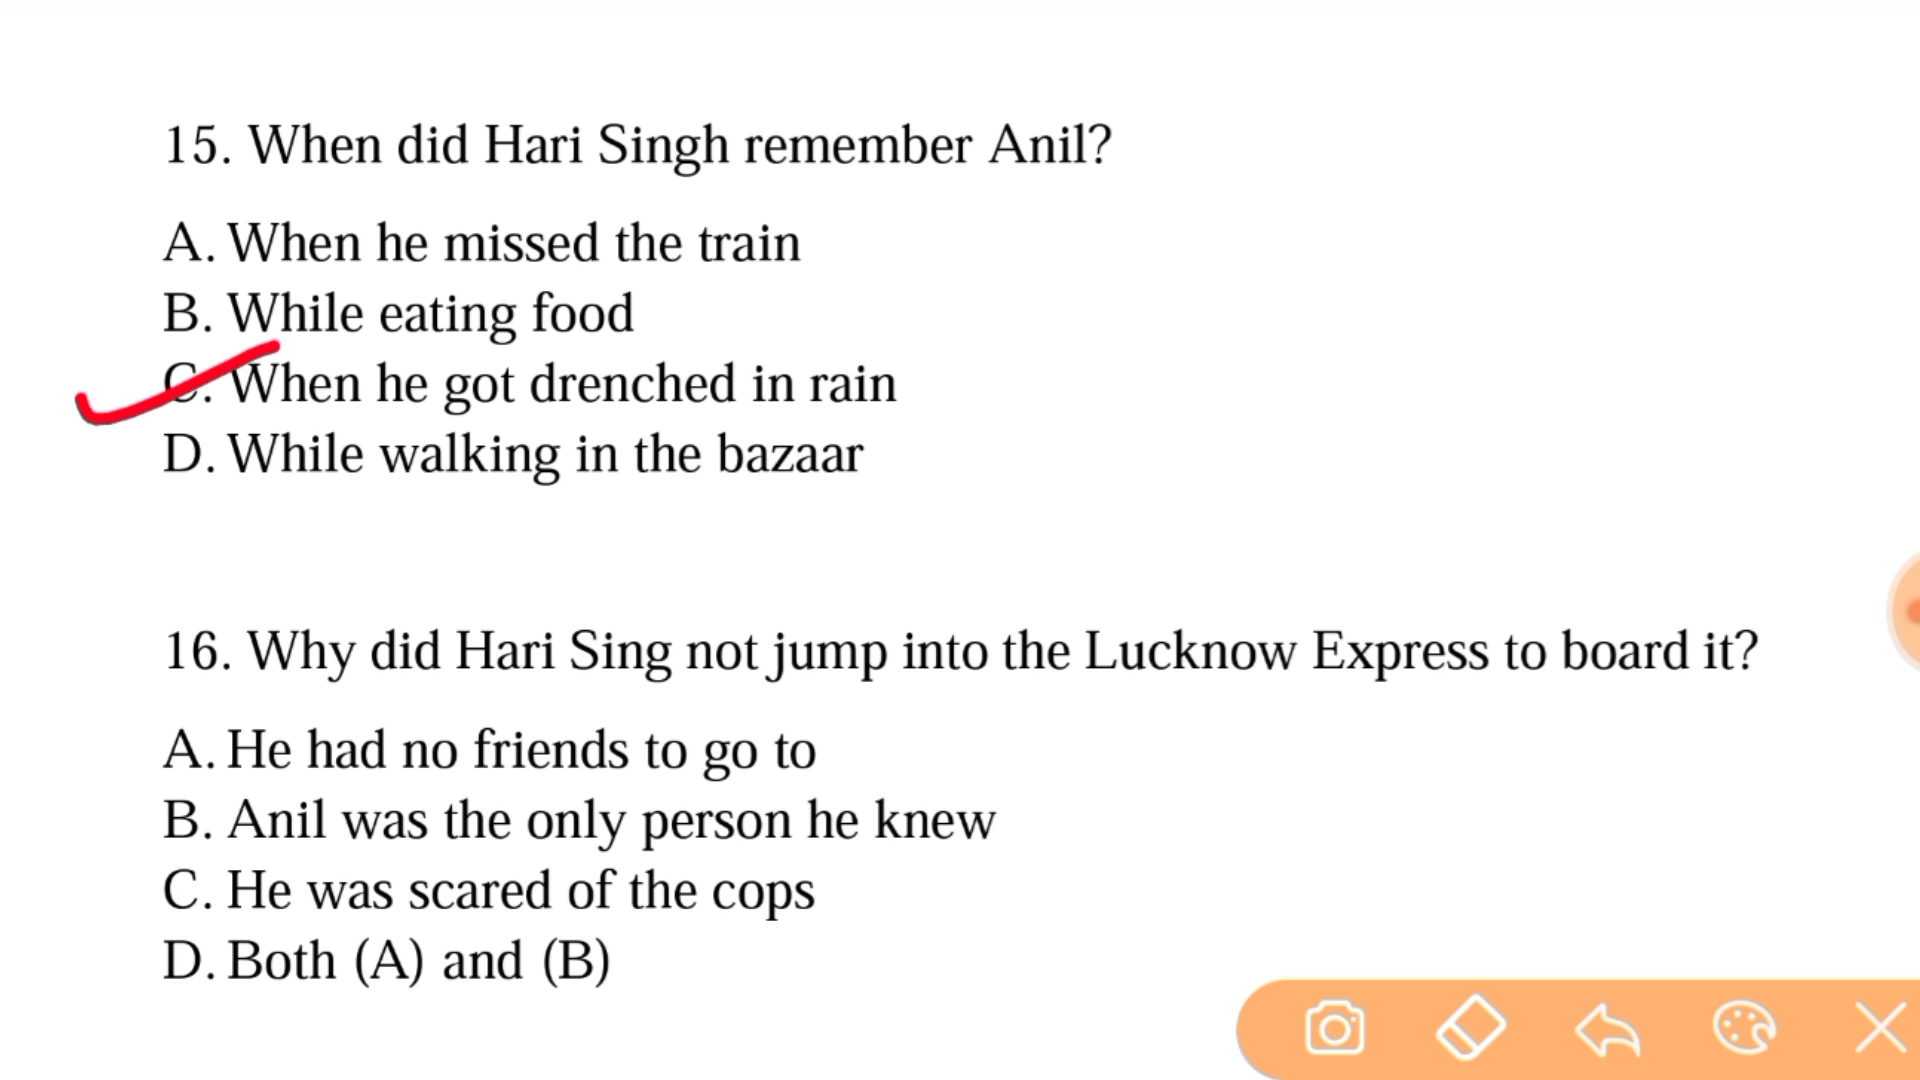 15. When did Hari Singh remember Anil?
A. When he missed the train
B. While eating food
C. When he got drenched in rain
D. While walking in the bazaar
16. Why did Hari Sing not jump into the Lucknow Express to board it?
A. He had no friends to go to
B. Anil was the only person he knew
C. He was scared of the cops
D. Both (A) and (B)